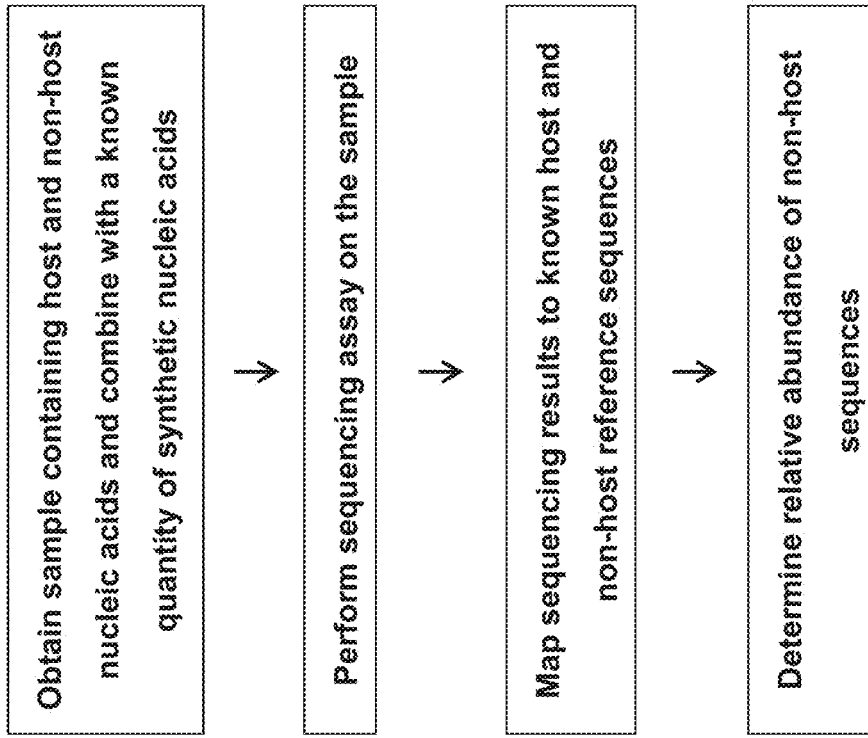 Obtain sample containing host and non-host
nucleic acids and combine with a known
quantity of synthetic nucleic acids
Perform sequencing assay on the sample
Map sequencing results to known host and
non-host reference sequences
Determine relative abundance of non-host
sequences